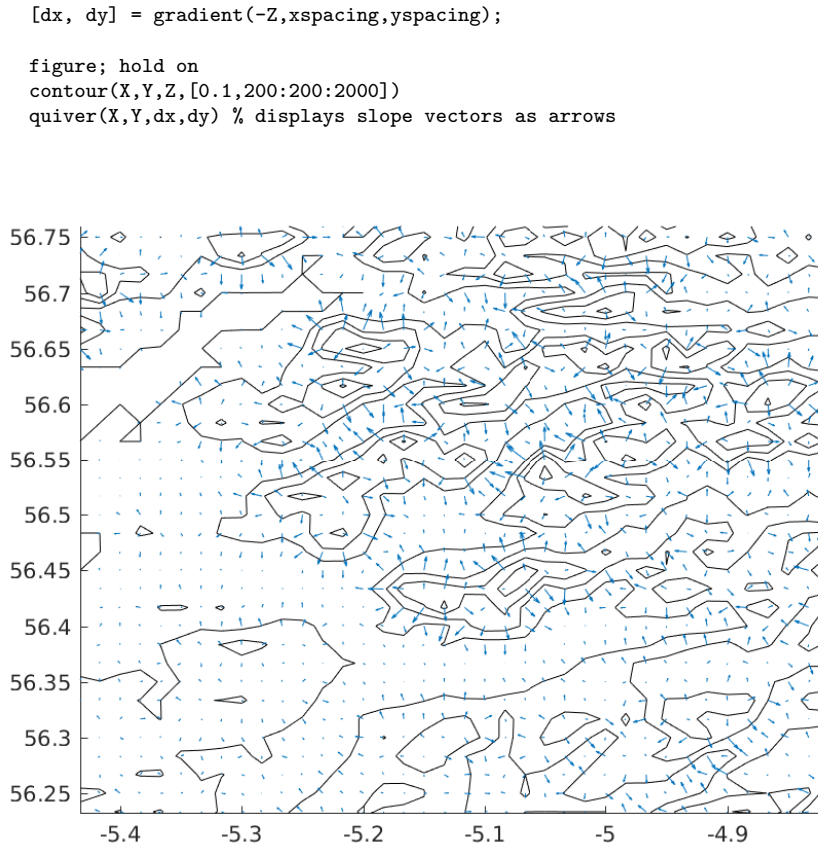 [dx, dy] = gradient(-Z,xspacing,yspacing);
figure; hold on
contour(X,Y,Z,[0.1,200:200:2000])
quiver(X,Y,dx,dy) % displays slope vectors as arrows
56.75
56.7
56.65
56.6
56.55
56.5
56.45
56.4
56.35
56.3
56.25
-5.4 -5.3 -5.2 -5.1 -5 -4.9